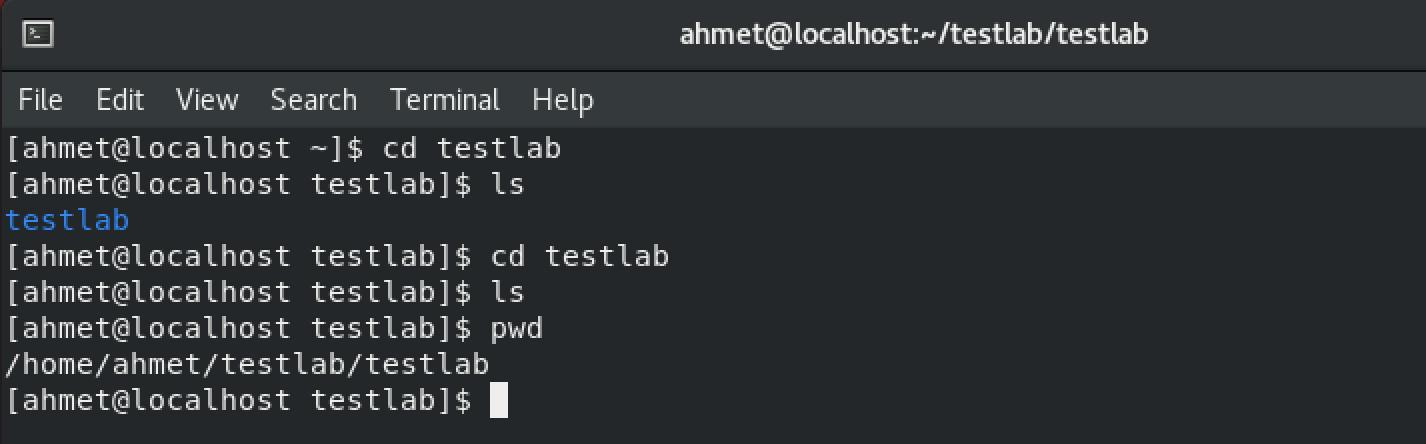 ahmet@localhost:~/testlab/testlab
File Edit View Search Terminal Help
[ahmet@localhost ~]$ cd testlab
[ahmet@localhost testlab]$ ls
testlab
[ahmet@localhost testlab]$ cd testlab
[ahmet@localhost testlab]$ ls
[ahmet@localhost testlab]$ pwd
/home/ahmet/testlab/testlab
[ahmet@localhost testlab]$